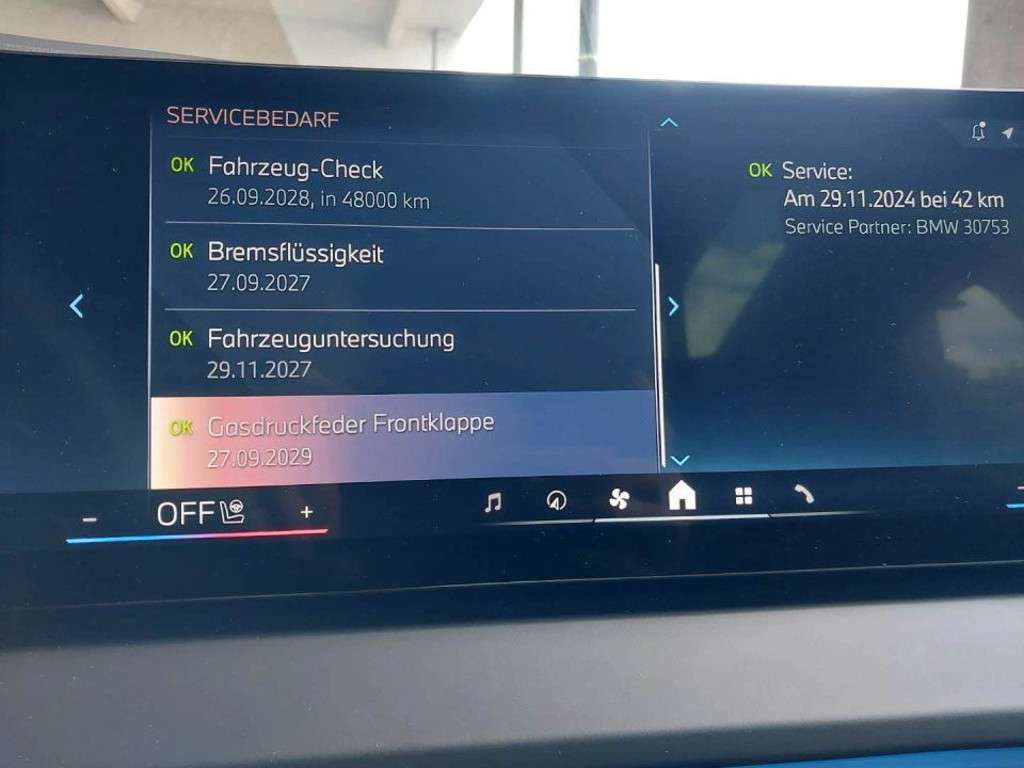 SERVICEBEDARF
OK Fahrzeug-Check
26.09.2028, in 48000 km
OK Bremsflüssigkeit
27.09.2027
OK Fahrzeuguntersuchung
29.11.2027
OK Gasdruckfeder Frontklappe
27.09.2029
OK Service:
Am 29.11.2024 bei 42 km
Service Partner: BMW 30753
− OFF +